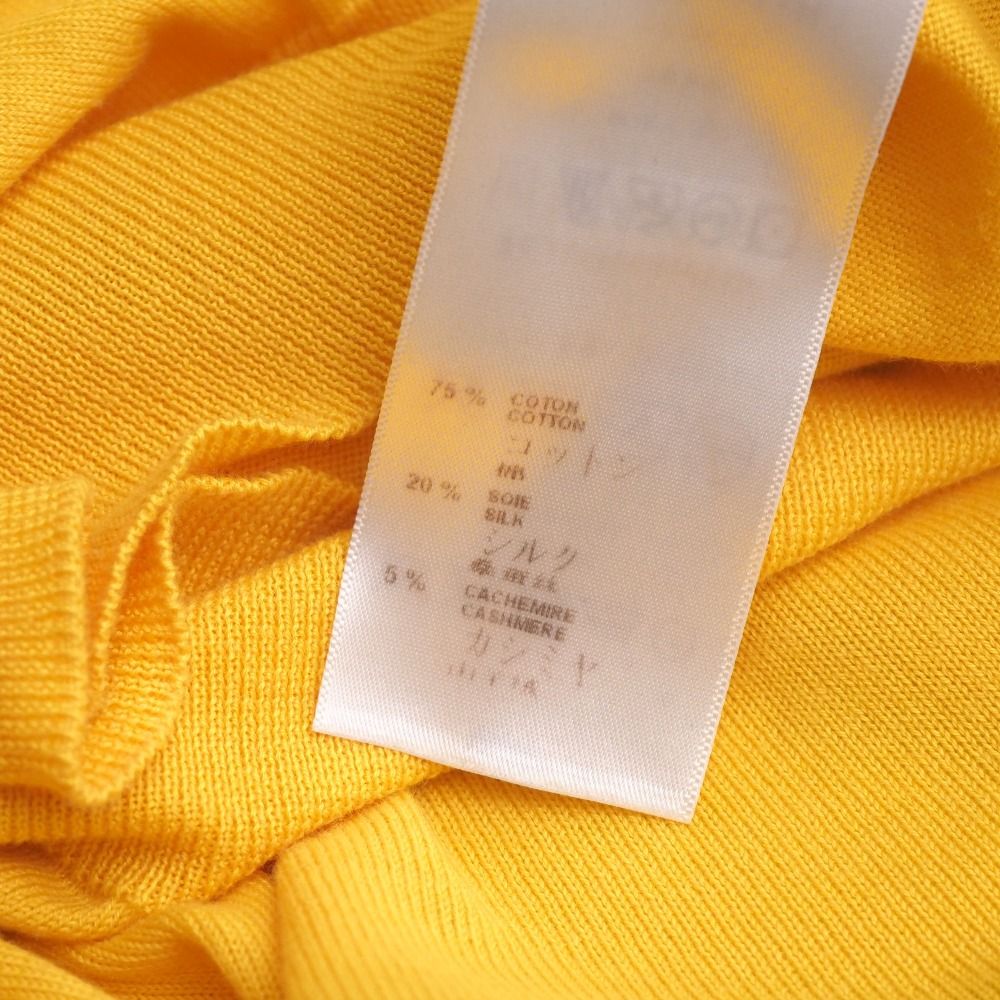 75 % COTON
COTTON
コットン
20 % SOIE
SILK
シルク
5 % CACHEMIRE
CASHMERE
カシミヤ